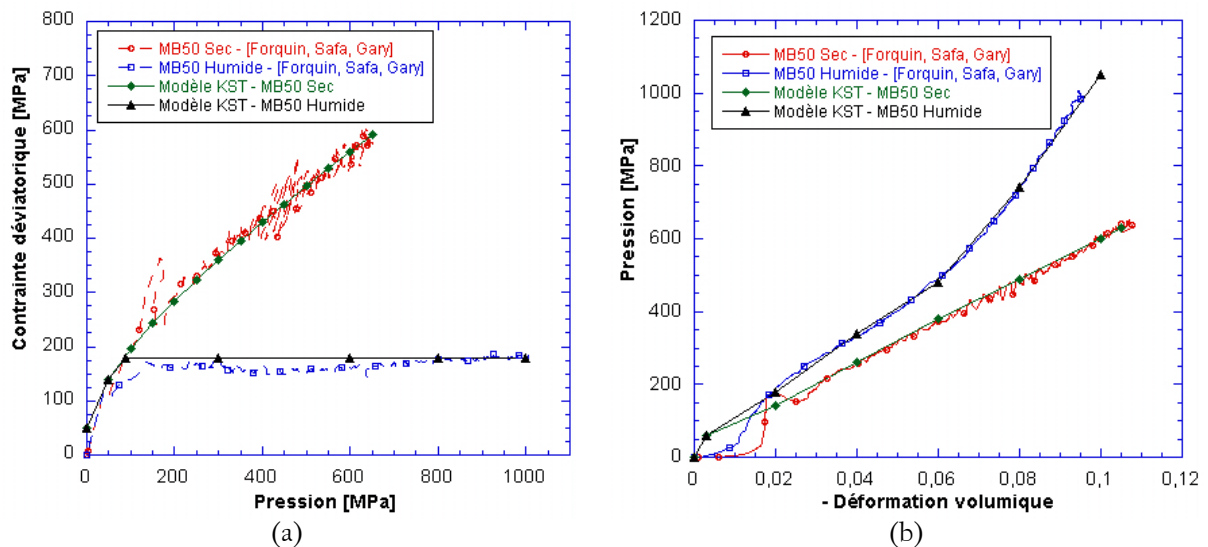 800
700
600
500
400
300
200
100
0
Contrainte déviatorique [MPa]
MB50 Sec - [Forquin, Safa, Gary]
MB50 Humide - [Forquin, Safa, Gary]
Modèle KST - MB50 Sec
Modèle KST - MB50 Humide
0 200 400 600 800 1000
Pression [MPa]
(a)
1200
1000
800
600
400
200
0
Pression [MPa]
MB50 Sec - [Forquin, Safa, Gary]
MB50 Humide - [Forquin, Safa, Gary]
Modèle KST - MB50 Sec
Modèle KST - MB50 Humide
0 0,02 0,04 0,06 0,08 0,1 0,12
- Déformation volumique
(b)